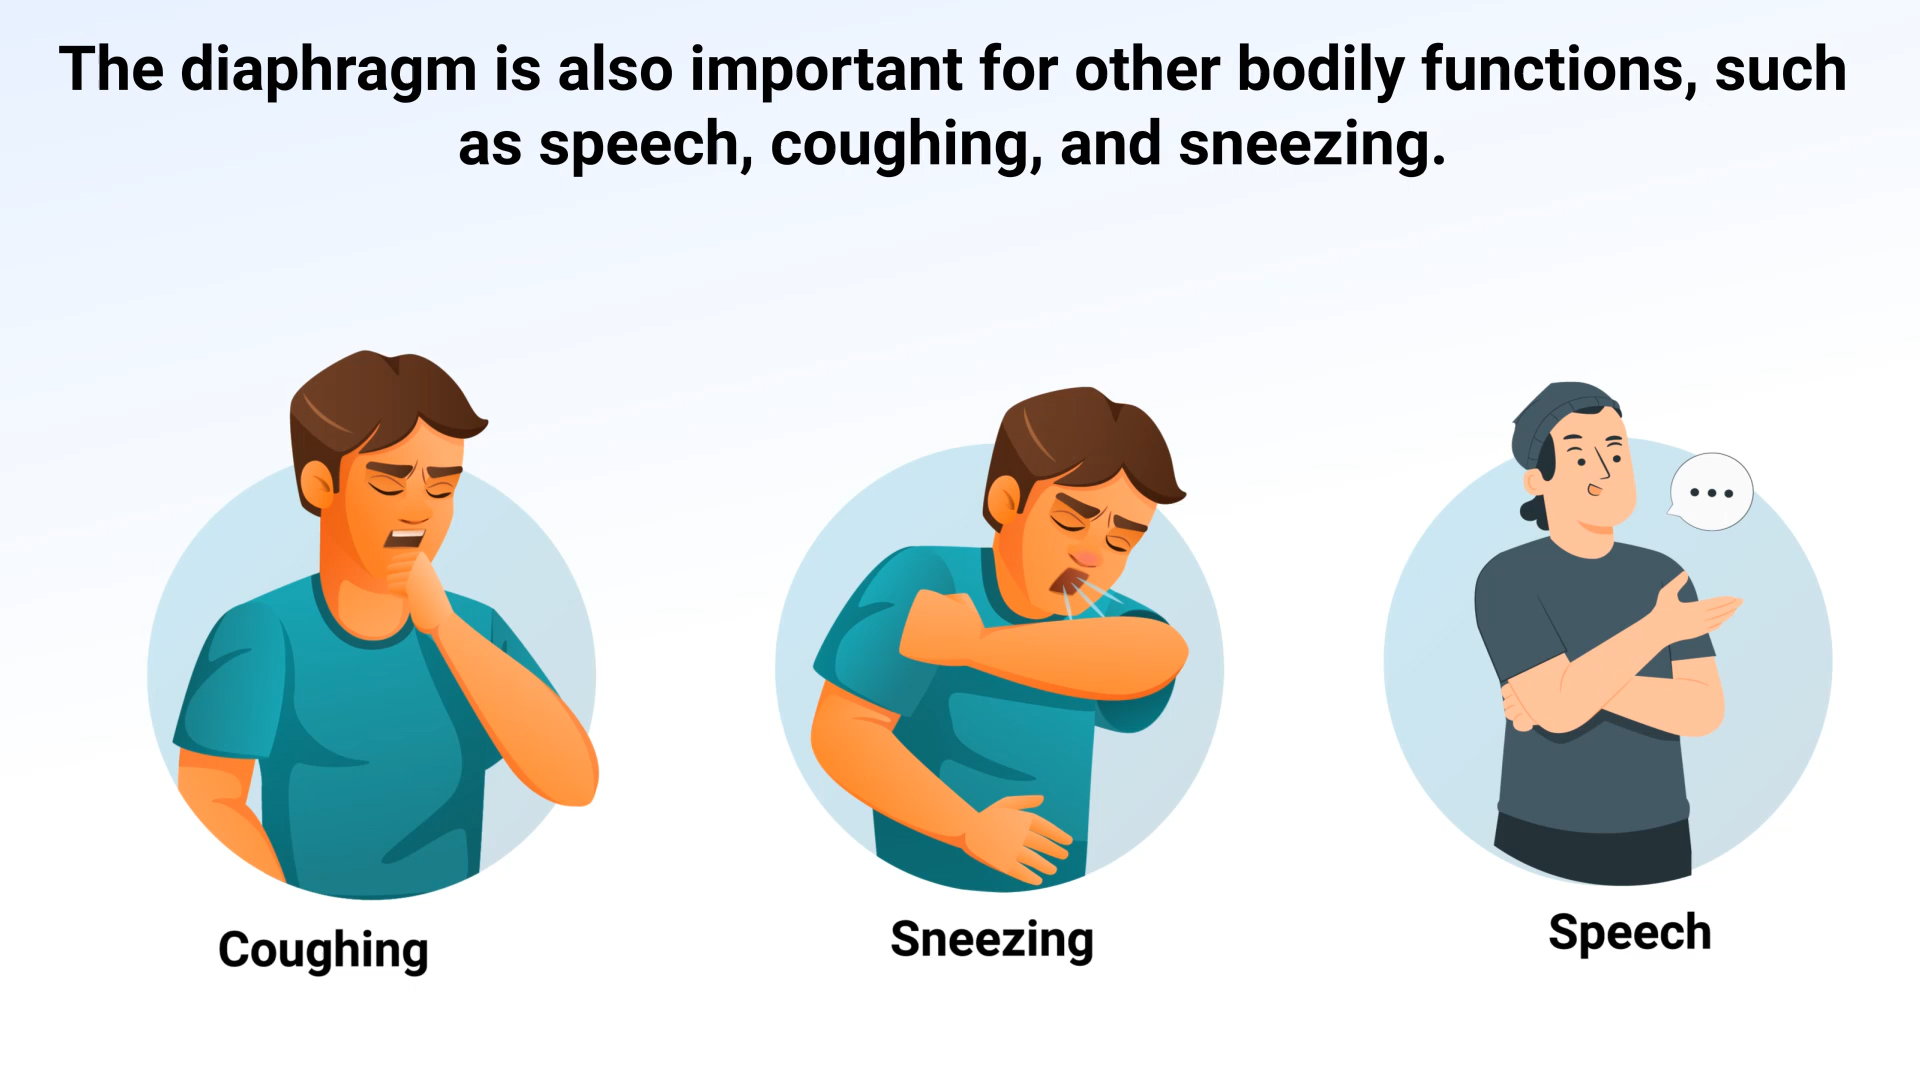 The diaphragm is also important for other bodily functions, such
as speech, coughing, and sneezing.
Coughing
Sneezing
Speech